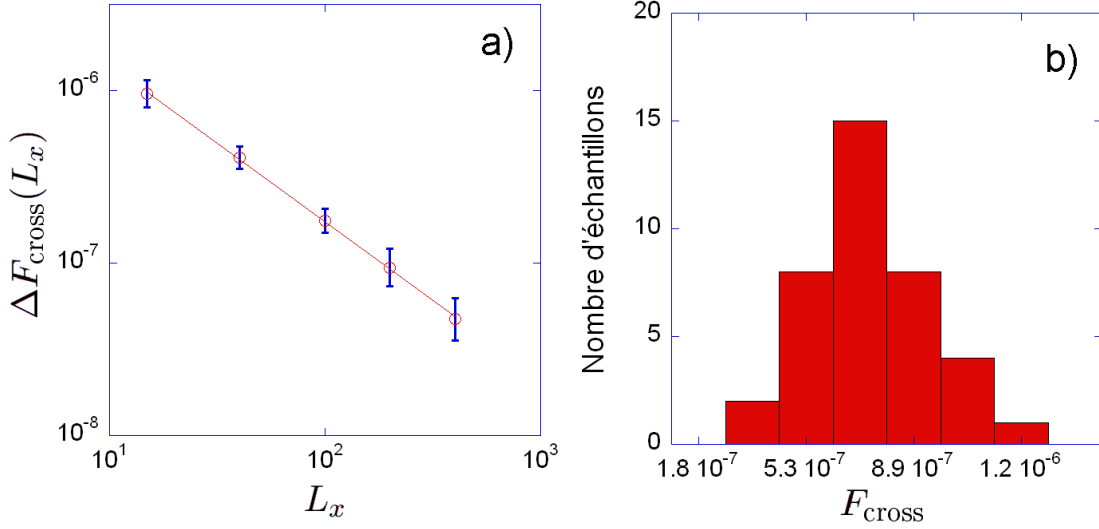 a)
10^-6
10^-7
10^-8
ΔF_cross(L_x)
10^1
10^2
10^3
L_x
b)
20
15
10
5
0
Nombre d'échantillons
1.8 10^-7
5.3 10^-7
8.9 10^-7
1.2 10^-6
F_cross